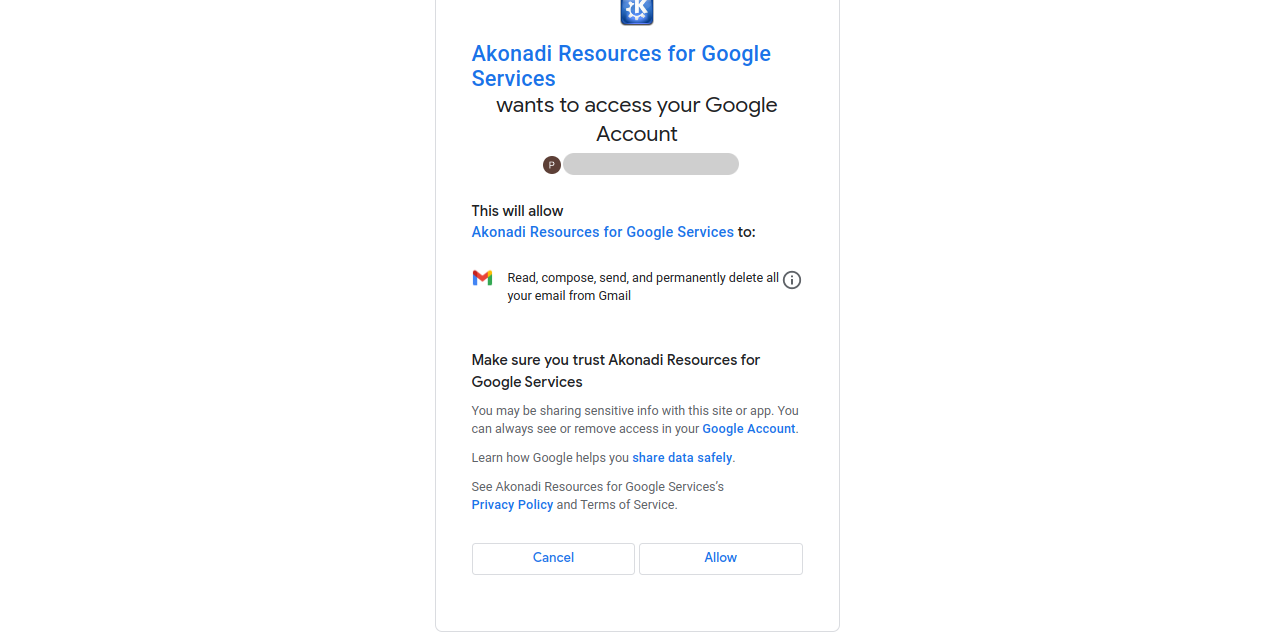 K
Akonadi Resources for Google
Services
wants to access your Google
Account
P
This will allow
Akonadi Resources for Google Services to:
Read, compose, send, and permanently delete all
your email from Gmail
Make sure you trust Akonadi Resources for
Google Services
You may be sharing sensitive info with this site or app. You
can always see or remove access in your Google Account.
Learn how Google helps you share data safely.
See Akonadi Resources for Google Services's
Privacy Policy and Terms of Service.
Cancel Allow